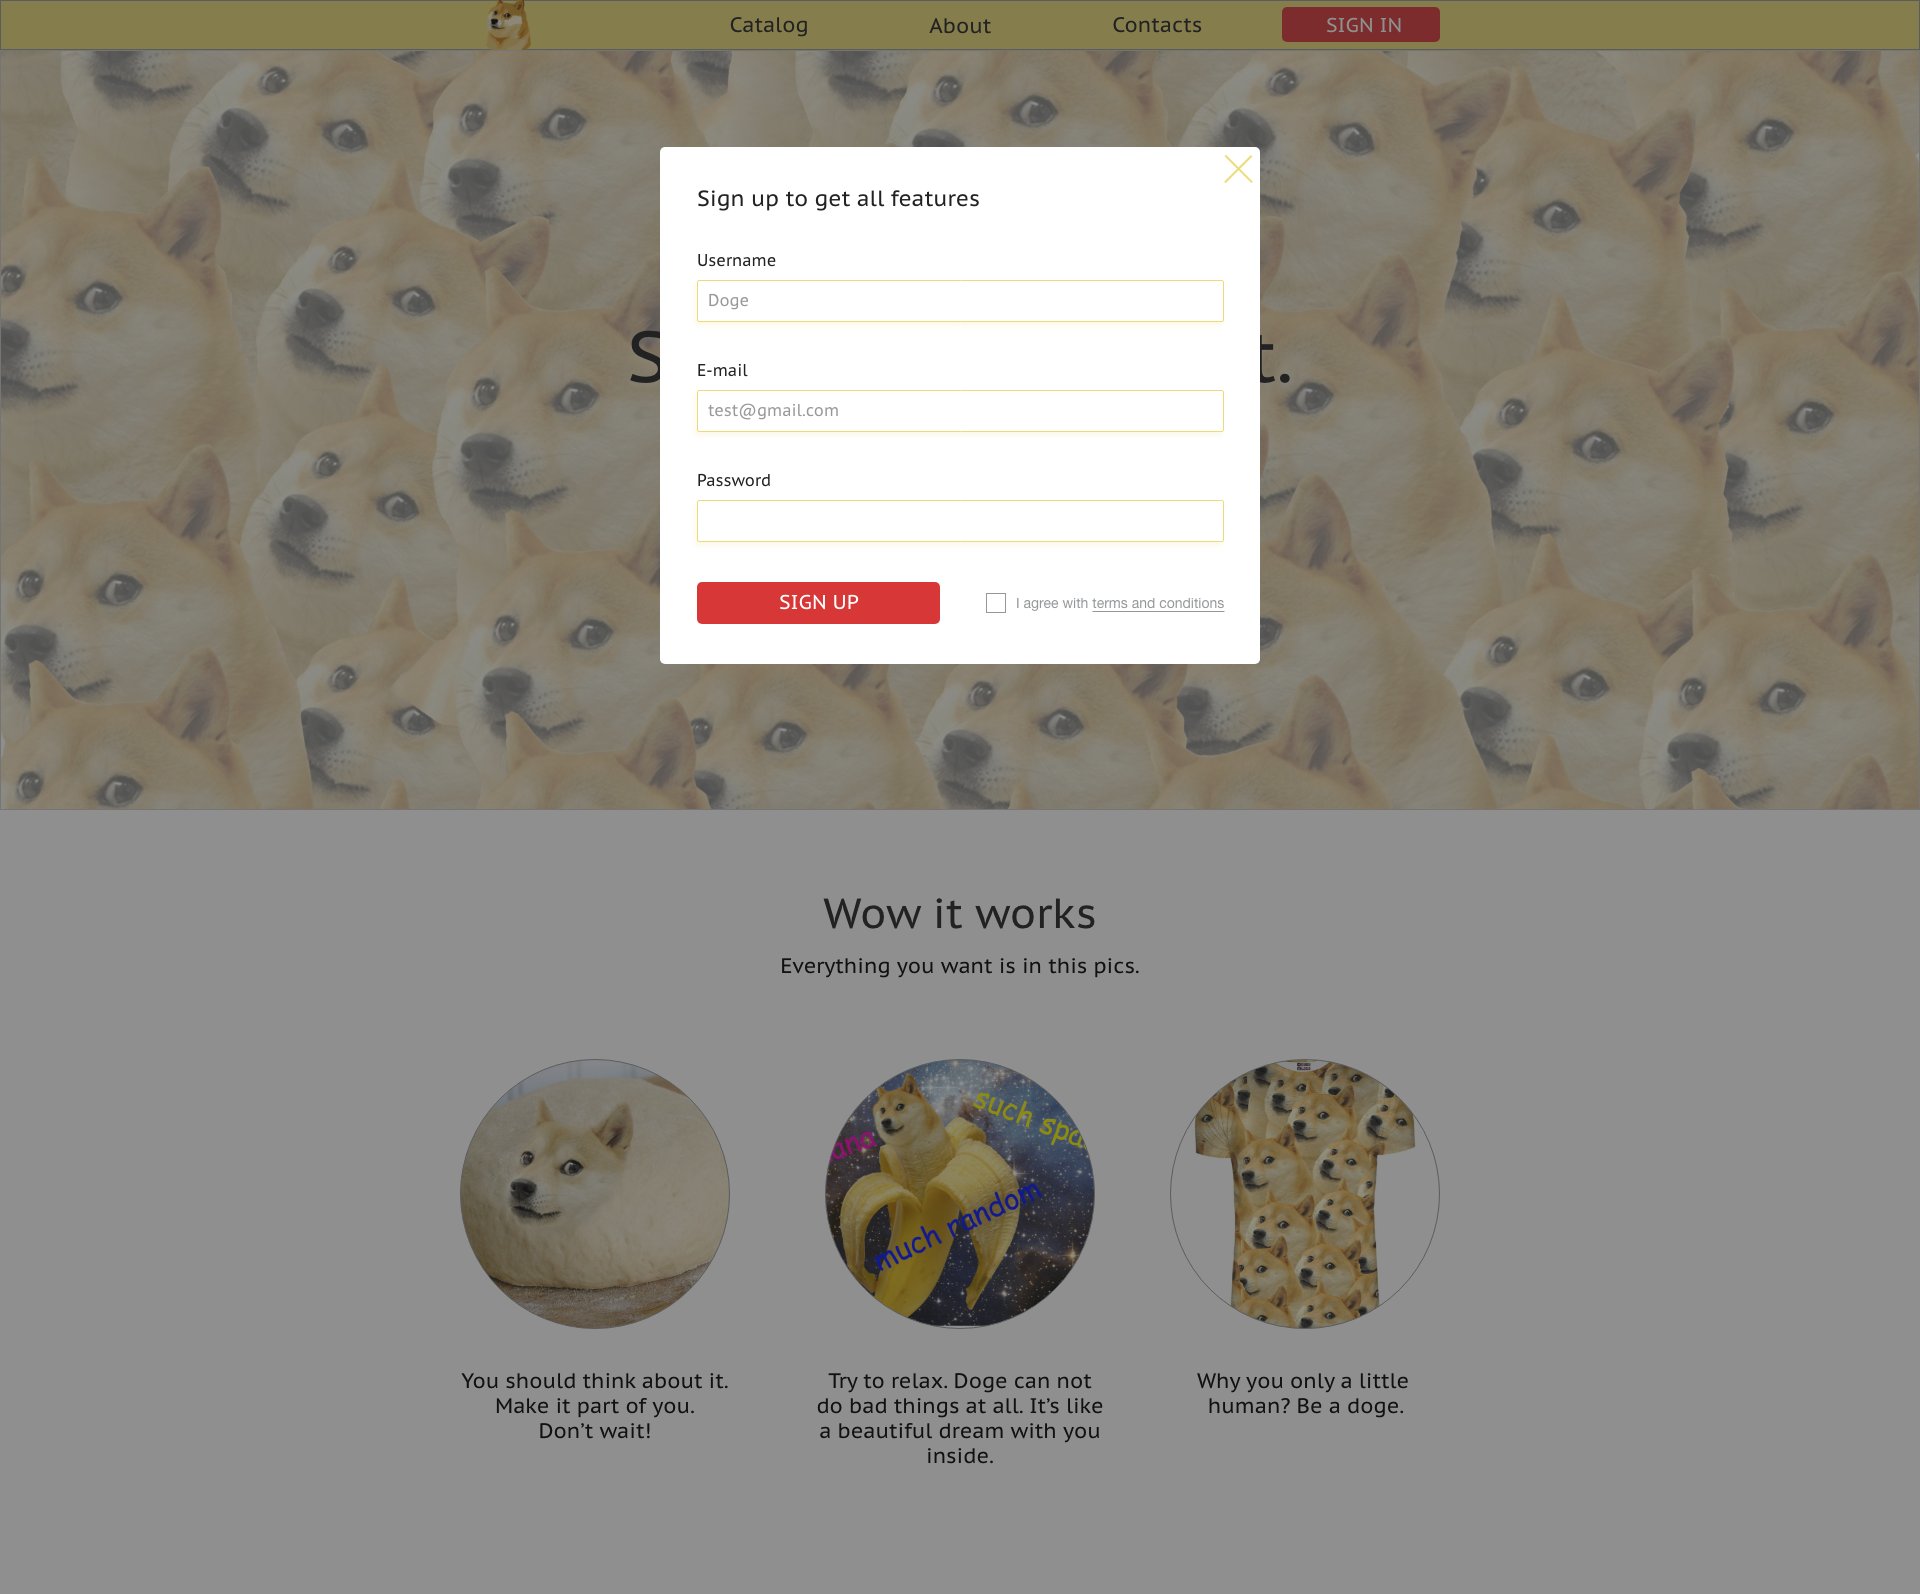 Catalog
About
Contacts
SIGN IN
Sign up to get all features
Username
Doge
E-mail
test@gmail.com
Password
SIGN UP
I agree with terms and conditions
Wow it works
Everything you want is in this pics.
such spa
much random
You should think about it.
Make it part of you.
Don’t wait!
Try to relax. Doge can not
do bad things at all. It’s like
a beautiful dream with you
inside.
Why you only a little
human? Be a doge.